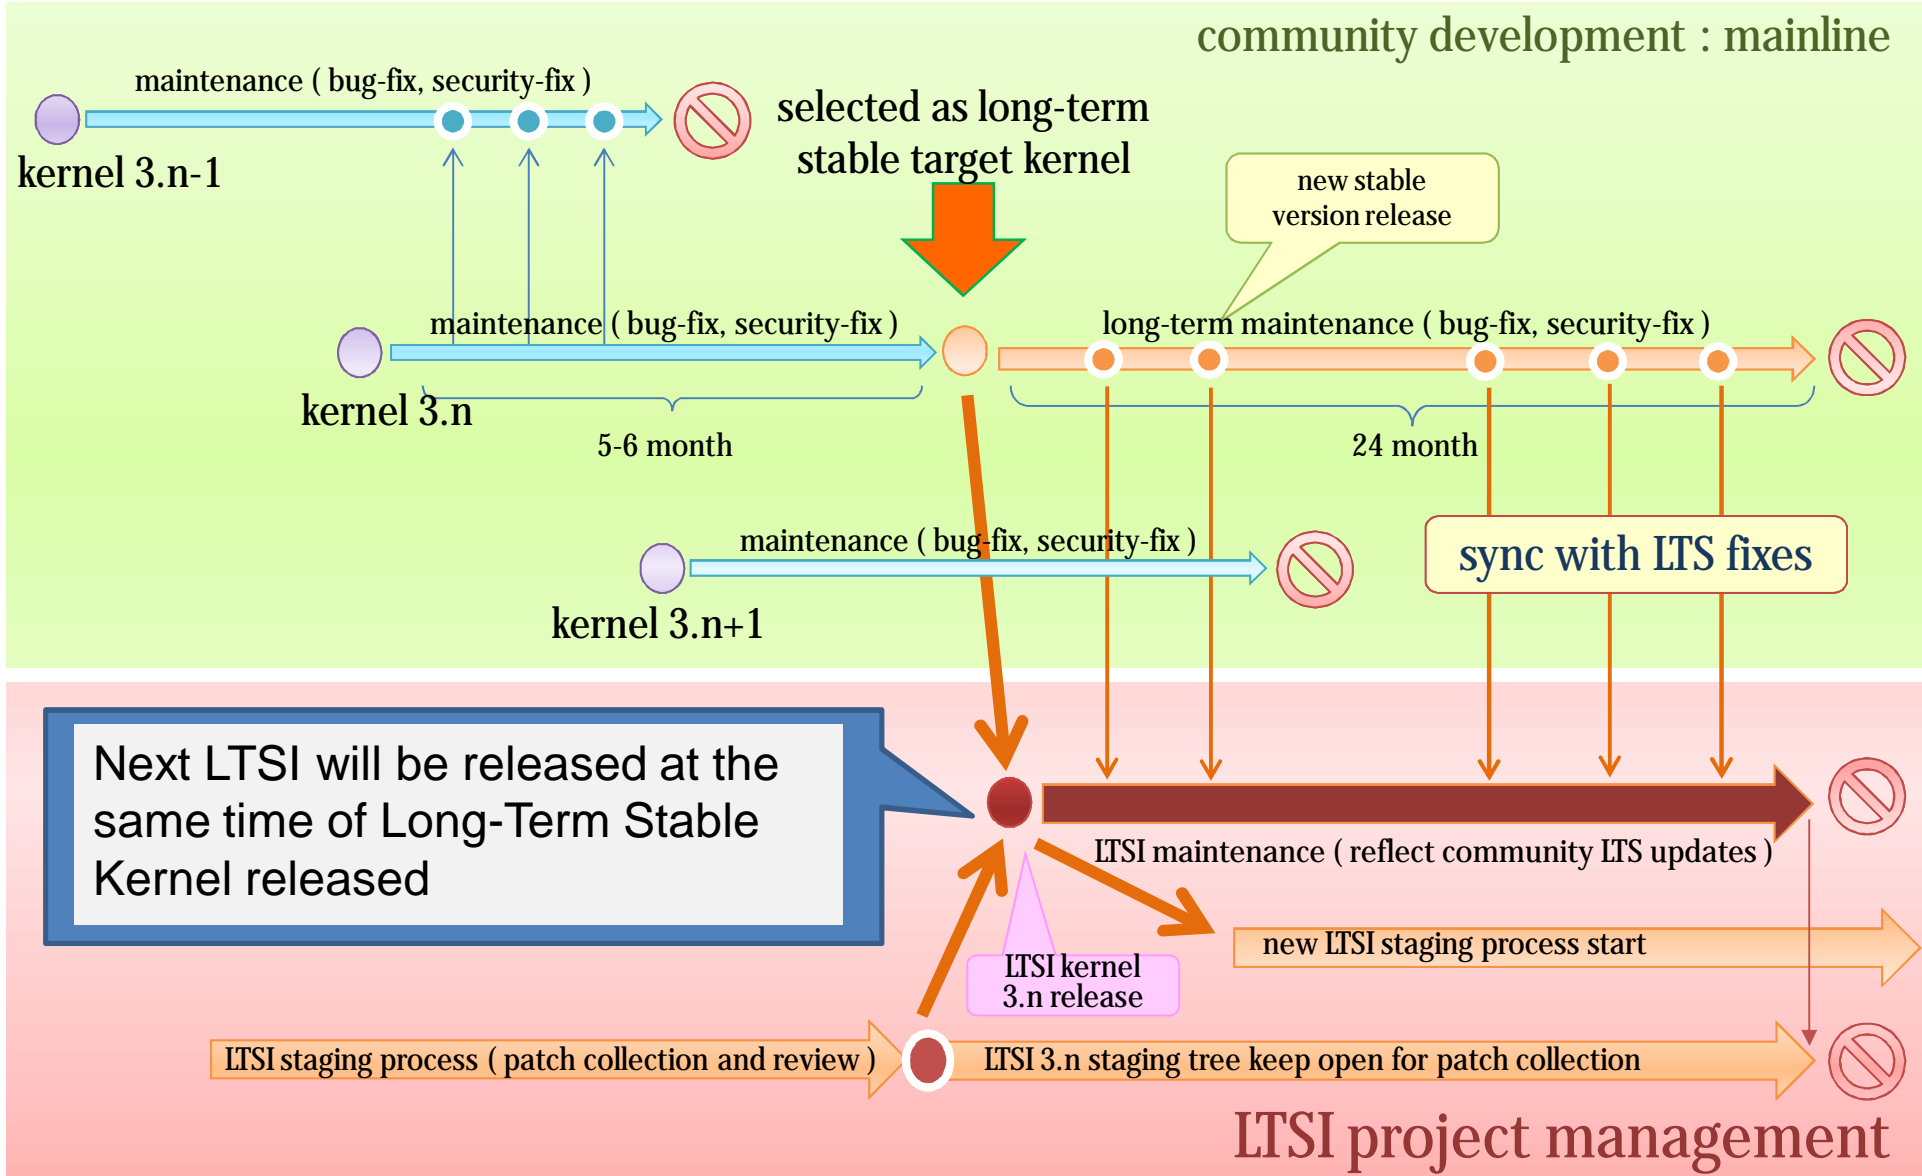 community development : mainline
maintenance ( bug-fix, security-fix )
kernel 3.n-1
selected as long-term
stable target kernel
new stable
version release
maintenance ( bug-fix, security-fix )
long-term maintenance ( bug-fix, security-fix )
kernel 3.n
5-6 month
24 month
maintenance ( bug-fix, security-fix )
sync with LTS fixes
kernel 3.n+1
Next LTSI will be released at the
same time of Long-Term Stable
Kernel released
LTSI maintenance ( reflect community LTS updates )
new LTSI staging process start
LTSI kernel
3.n release
LTSI staging process ( patch collection and review )
LTSI 3.n staging tree keep open for patch collection
LTSI project management